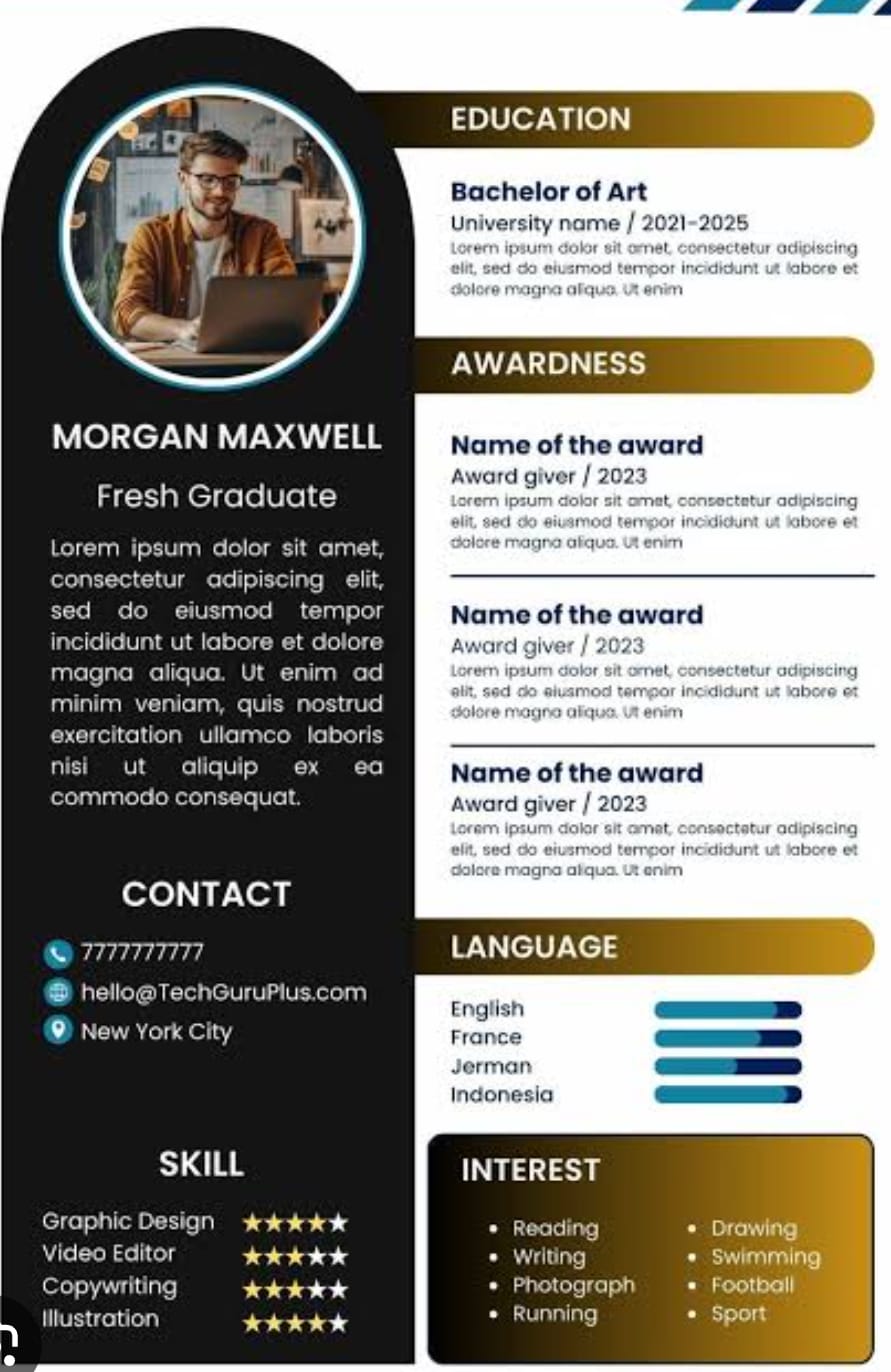 MORGAN MAXWELL
Fresh Graduate
Lorem ipsum dolor sit amet,
consectetur adipiscing elit,
sed do eiusmod tempor
incididunt ut labore et dolore
magna aliqua. Ut enim ad
minim veniam, quis nostrud
exercitation ullamco laboris
nisi ut aliquip ex ea
commodo consequat.
CONTACT
7777777777
hello@TechGuruPlus.com
New York City
SKILL
Graphic Design
Video Editor
Copywriting
Illustration
EDUCATION
Bachelor of Art
University name / 2021-2025
Lorem ipsum dolor sit amet, consectetur adipiscing
elit, sed do eiusmod tempor incididunt ut labore et
dolore magna aliqua. Ut enim
AWARDNESS
Name of the award
Award giver / 2023
Lorem ipsum dolor sit amet, consectetur adipiscing
elit, sed do eiusmod tempor incididunt ut labore et
dolore magna aliqua. Ut enim
Name of the award
Award giver / 2023
Lorem ipsum dolor sit amet, consectetur adipiscing
elit, sed do eiusmod tempor incididunt ut labore et
dolore magna aliqua. Ut enim
Name of the award
Award giver / 2023
Lorem ipsum dolor sit amet, consectetur adipiscing
elit, sed do eiusmod tempor incididunt ut labore et
dolore magna aliqua. Ut enim
LANGUAGE
English
France
Jerman
Indonesia
INTEREST
• Reading
• Writing
• Photograph
• Running
• Drawing
• Swimming
• Football
• Sport